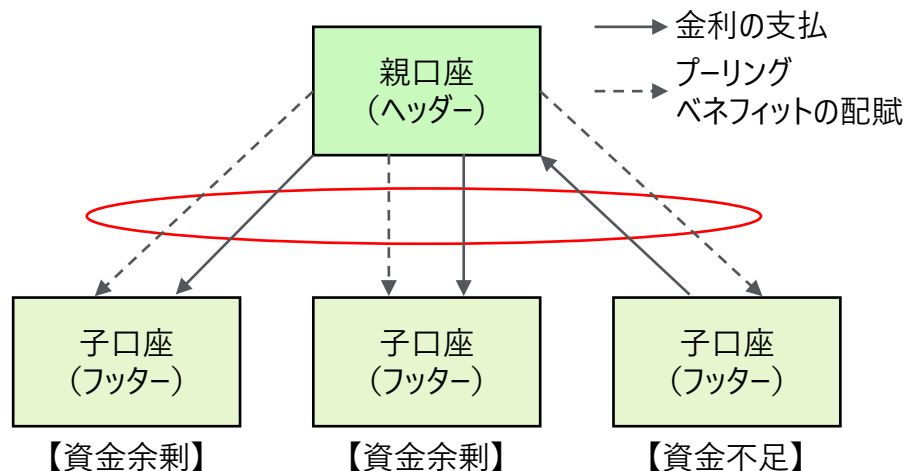 金利の支払
プーリング
ベネフィットの配賦
親口座
（ヘッダー）
子口座
（フッター）
子口座
（フッター）
子口座
（フッター）
【資金余剰】
【資金余剰】
【資金不足】